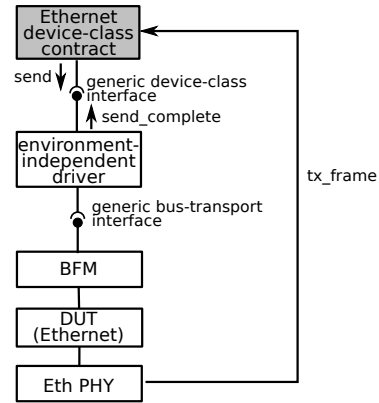 Ethernet
device-class
contract
send
generic device-class
interface
send_complete
environment-
independent
driver
tx_frame
generic bus-transport
interface
BFM
DUT
(Ethernet)
Eth PHY